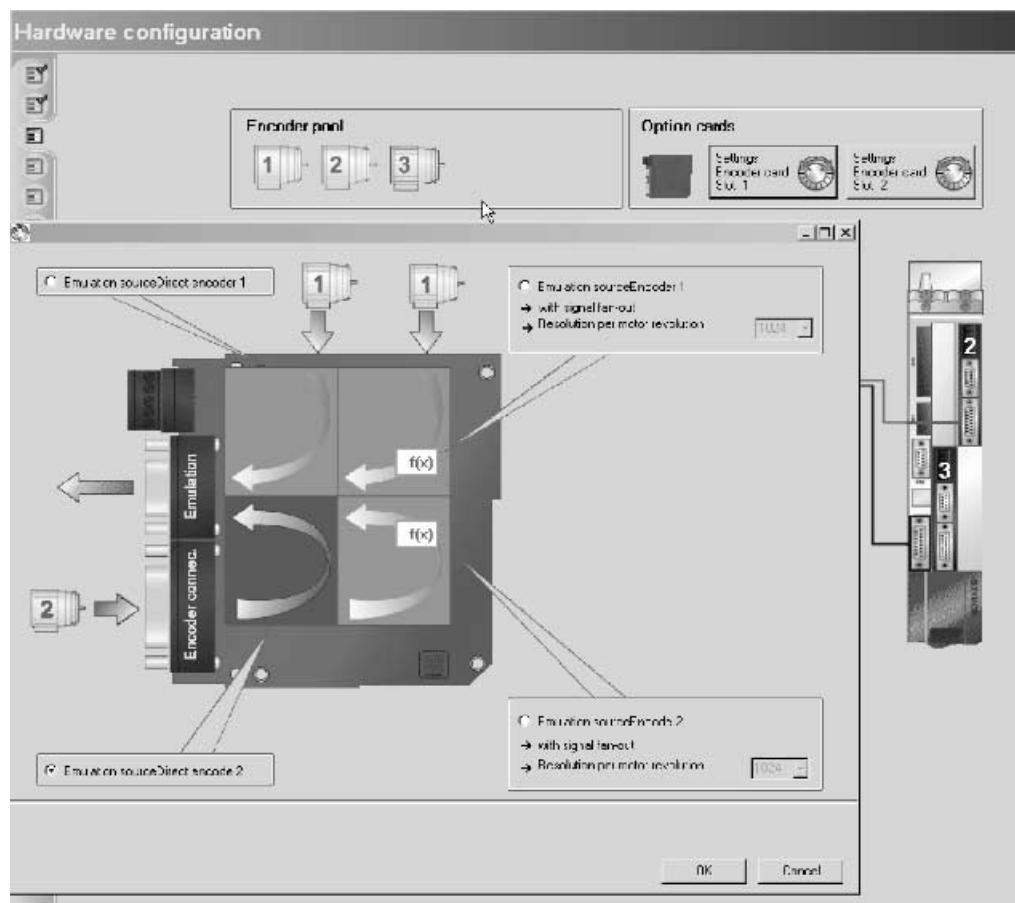 Hardware configuration
Encoder pool
1
2
3
Option cards
Settings
Encoder card
Slot 1
Settings
Encoder card
Slot 2
Emulation sourceDirect encoder 1
1
1
Emulation sourceEncoder 1
with signal fan-out
Resolution per motor revolution
1024
2
3
f(x)
Emulation
f(x)
Encoder connec.
2
Emulation sourceEncode 2
with signal fan-out
Resolution per motor revolution
1024
Emulation sourceDirect encode 2
OK
Cancel